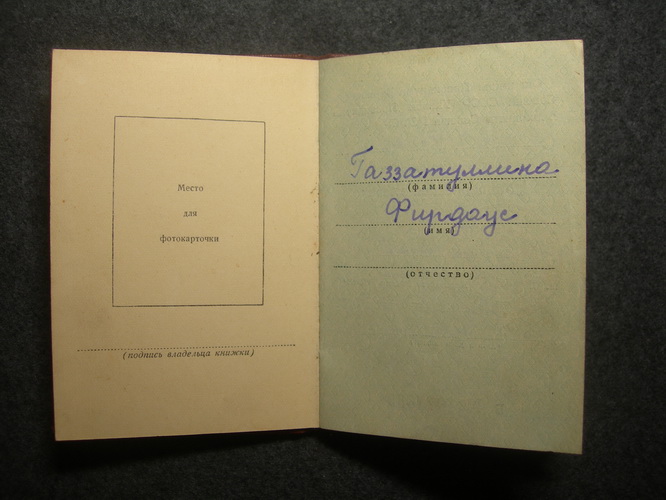 Место
для
фотокарточки
(подпись владельца книжки)
Газзатуллина
(фамилия)
Фирдаус
(имя)
(отчество)